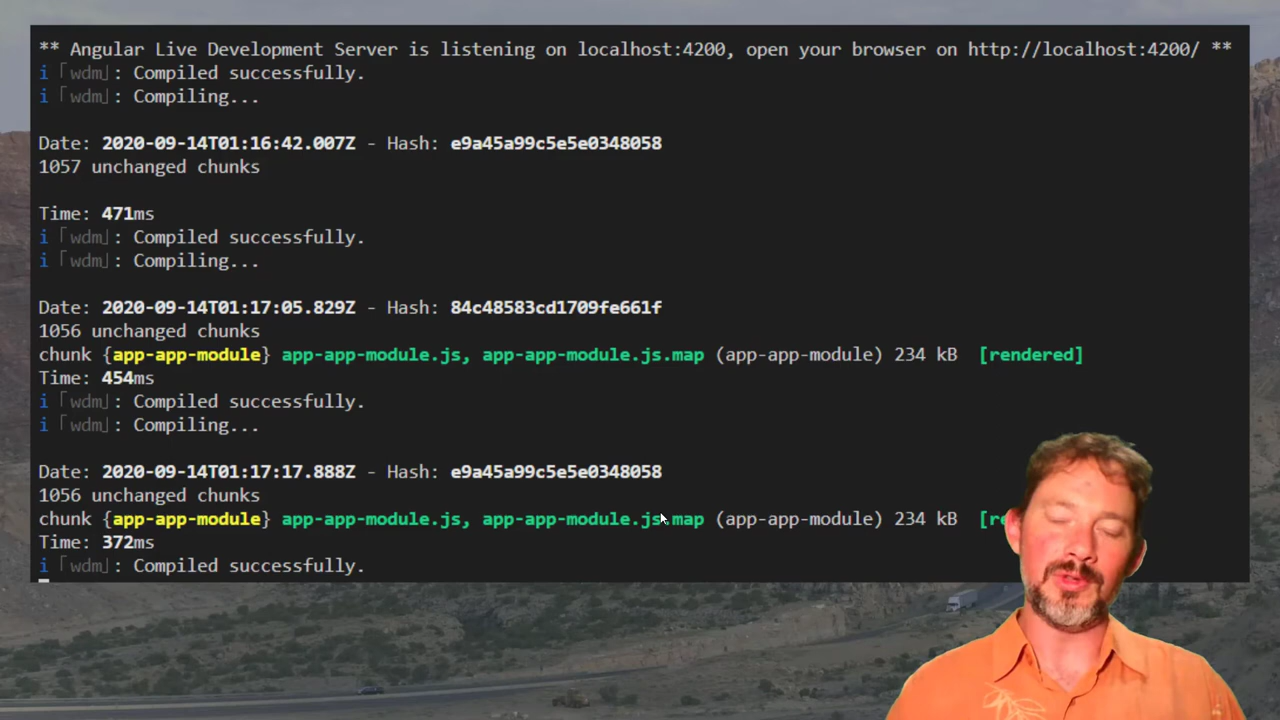 ** Angular Live Development Server is listening on localhost:4200, open your browser on http://localhost:4200/ **
i ｢wdm｣: Compiled successfully.
i ｢wdm｣: Compiling...
Date: 2020-09-14T01:16:42.007Z - Hash: e9a45a99c5e5e0348058
1057 unchanged chunks
Time: 471ms
i ｢wdm｣: Compiled successfully.
i ｢wdm｣: Compiling...
Date: 2020-09-14T01:17:05.829Z - Hash: 84c48583cd1709fe661f
1056 unchanged chunks
chunk {app-app-module} app-app-module.js, app-app-module.js.map (app-app-module) 234 kB [rendered]
Time: 454ms
i ｢wdm｣: Compiled successfully.
i ｢wdm｣: Compiling...
Date: 2020-09-14T01:17:17.888Z - Hash: e9a45a99c5e5e0348058
1056 unchanged chunks
chunk {app-app-module} app-app-module.js, app-app-module.js.map (app-app-module) 234 kB
Time: 372ms
i ｢wdm｣: Compiled successfully.